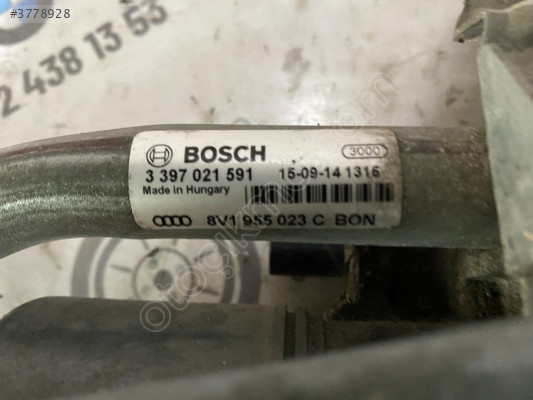 #3778928
2 438 13 53
BOSCH 3000
3 397 021 591 15-09-14 1316
Made in Hungary
8V1 955 023 C BON